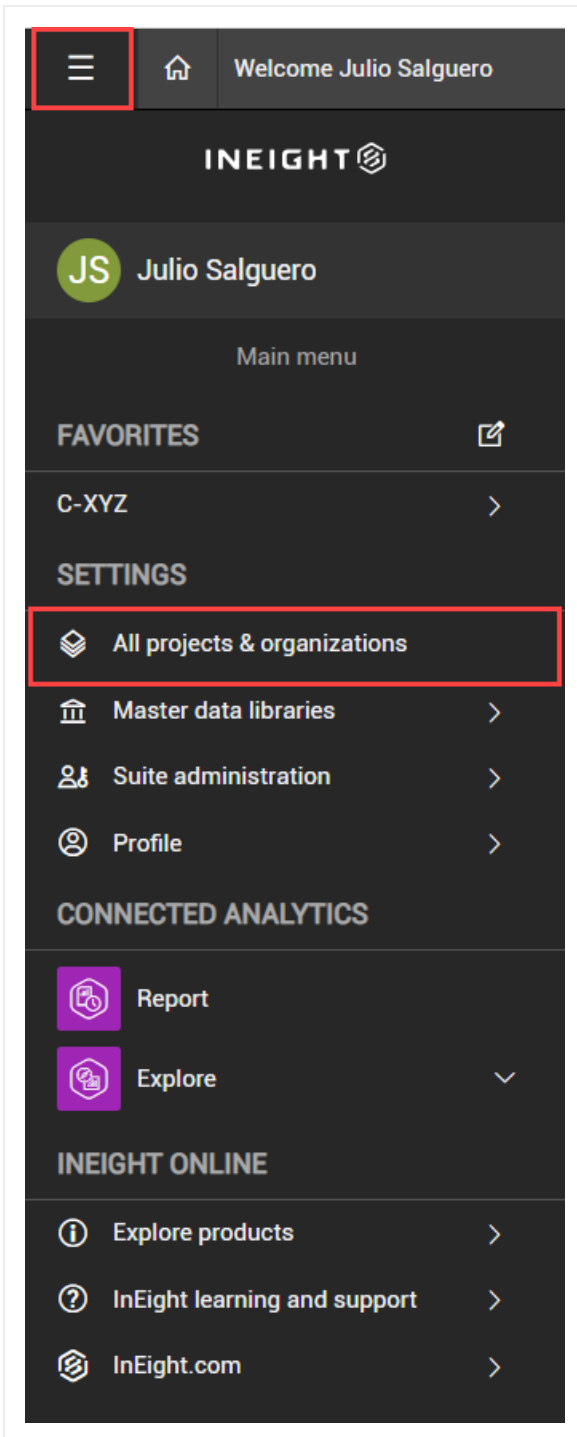 Welcome Julio Salguero
INEIGHT
JS Julio Salguero
Main menu
FAVORITES
C-XYZ
SETTINGS
All projects & organizations
Master data libraries
Suite administration
Profile
CONNECTED ANALYTICS
Report
Explore
INEIGHT ONLINE
Explore products
InEight learning and support
InEight.com